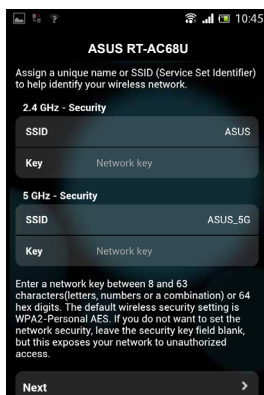 10:45
ASUS RT-AC68U
Assign a unique name or SSID (Service Set Identifier)
to help identify your wireless network.
2.4 GHz - Security
SSID ASUS
Key Network key
5 GHz - Security
SSID ASUS_5G
Key Network key
Enter a network key between 8 and 63
characters(letters, numbers or a combination) or 64
hex digits. The default wireless security setting is
WPA2-Personal AES. If you do not want to set the
network security, leave the security key field blank,
but this exposes your network to unauthorized
access.
Next